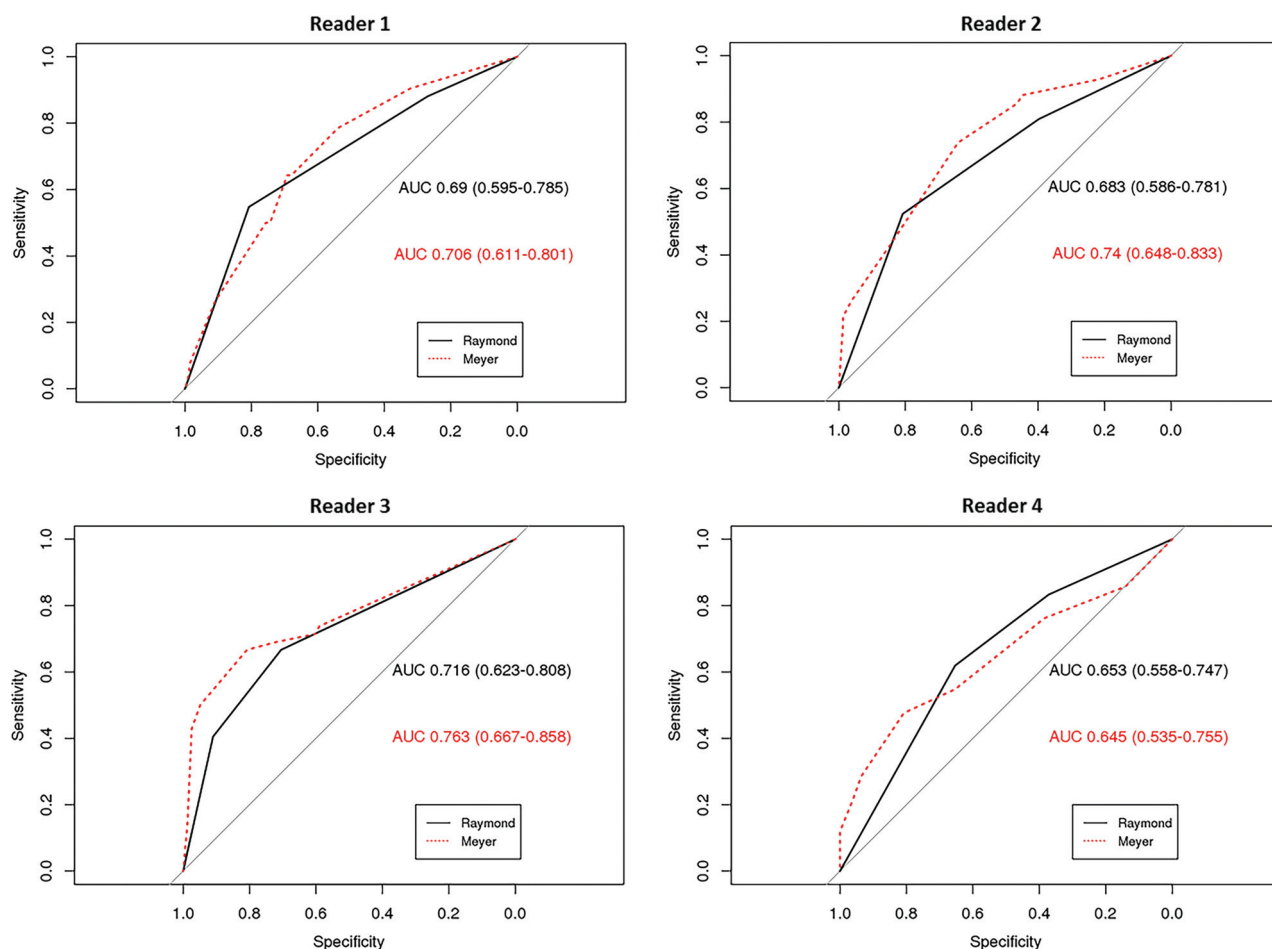 Reader 1
1.0
0.8
0.6
0.4
0.2
0.0
Sensitivity
AUC 0.69 (0.595-0.785)
AUC 0.706 (0.611-0.801)
Raymond
Meyer
1.0 0.8 0.6 0.4 0.2 0.0
Specificity
Reader 2
1.0
0.8
0.6
0.4
0.2
0.0
Sensitivity
AUC 0.683 (0.586-0.781)
AUC 0.74 (0.648-0.833)
Raymond
Meyer
1.0 0.8 0.6 0.4 0.2 0.0
Specificity
Reader 3
1.0
0.8
0.6
0.4
0.2
0.0
Sensitivity
AUC 0.716 (0.623-0.808)
AUC 0.763 (0.667-0.858)
Raymond
Meyer
1.0 0.8 0.6 0.4 0.2 0.0
Specificity
Reader 4
1.0
0.8
0.6
0.4
0.2
0.0
Sensitivity
AUC 0.653 (0.558-0.747)
AUC 0.645 (0.535-0.755)
Raymond
Meyer
1.0 0.8 0.6 0.4 0.2 0.0
Specificity